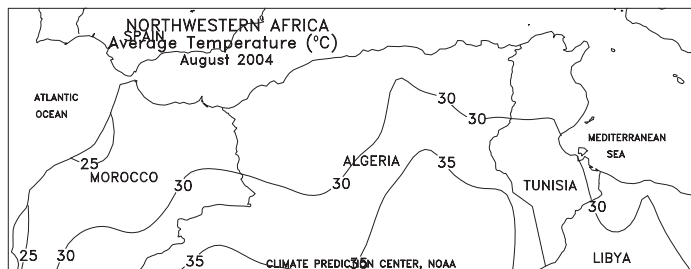 NORTHWESTERN AFRICA
SPAIN
Average Temperature (°C)
August 2004
ATLANTIC
OCEAN
30
30
MEDITERRANEAN
SEA
25
ALGERIA
35
MOROCCO
30
30
TUNISIA
30
25
30
35
35
CLIMATE PREDICTION CENTER, NOAA
LIBYA